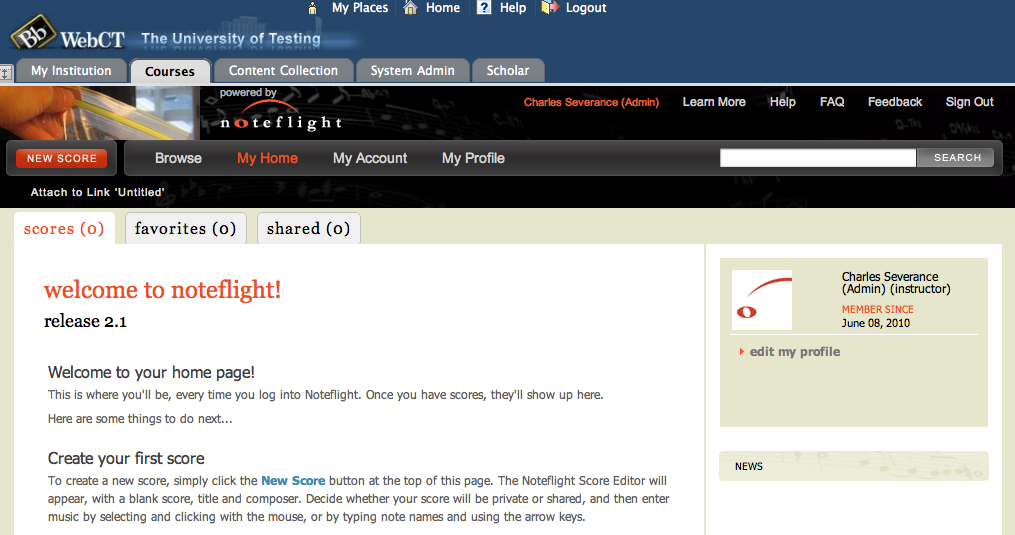 My Places Home ? Help Logout
Bb WebCT The University of Testing
My Institution Courses Content Collection System Admin Scholar
powered by
noteflight
Charles Severance (Admin) Learn More Help FAQ Feedback Sign Out
NEW SCORE Browse My Home My Account My Profile SEARCH
Attach to Link 'Untitled'
scores (0) favorites (0) shared (0)
welcome to noteflight!
release 2.1
Welcome to your home page!
This is where you'll be, every time you log into Noteflight. Once you have scores, they'll show up here.
Here are some things to do next...
Create your first score
To create a new score, simply click the New Score button at the top of this page. The Noteflight Score Editor will
appear, with a blank score, title and composer. Decide whether your score will be private or shared, and then enter
music by selecting and clicking with the mouse, or by typing note names and using the arrow keys.
Charles Severance
(Admin) (instructor)
MEMBER SINCE
June 08, 2010
edit my profile
NEWS